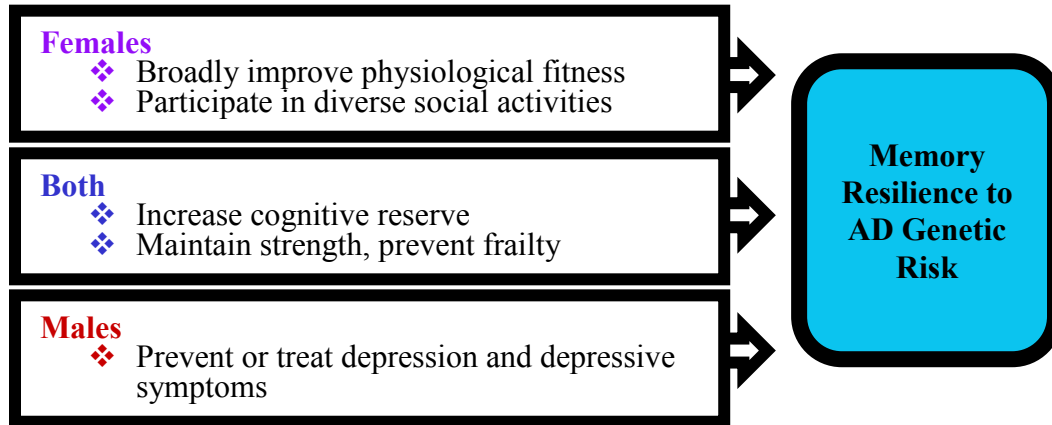 Females
❖ Broadly improve physiological fitness
❖ Participate in diverse social activities
Both
❖ Increase cognitive reserve
❖ Maintain strength, prevent frailty
Males
❖ Prevent or treat depression and depressive
symptoms
Memory
Resilience to
AD Genetic
Risk